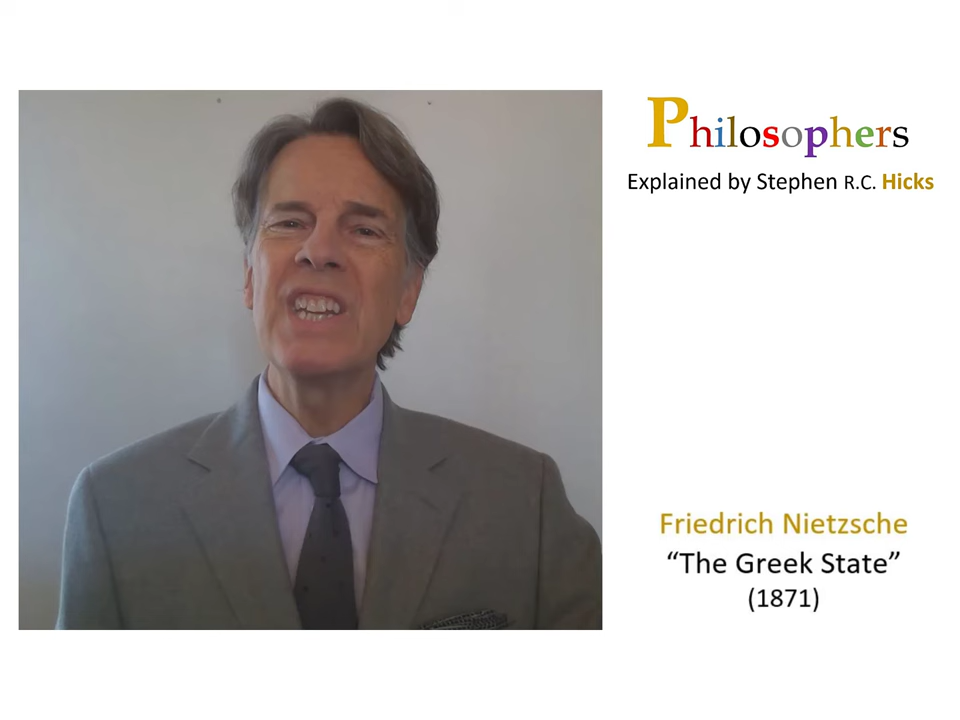 Philosophers
Explained by Stephen R.C. Hicks
Friedrich Nietzsche
“The Greek State”
(1871)